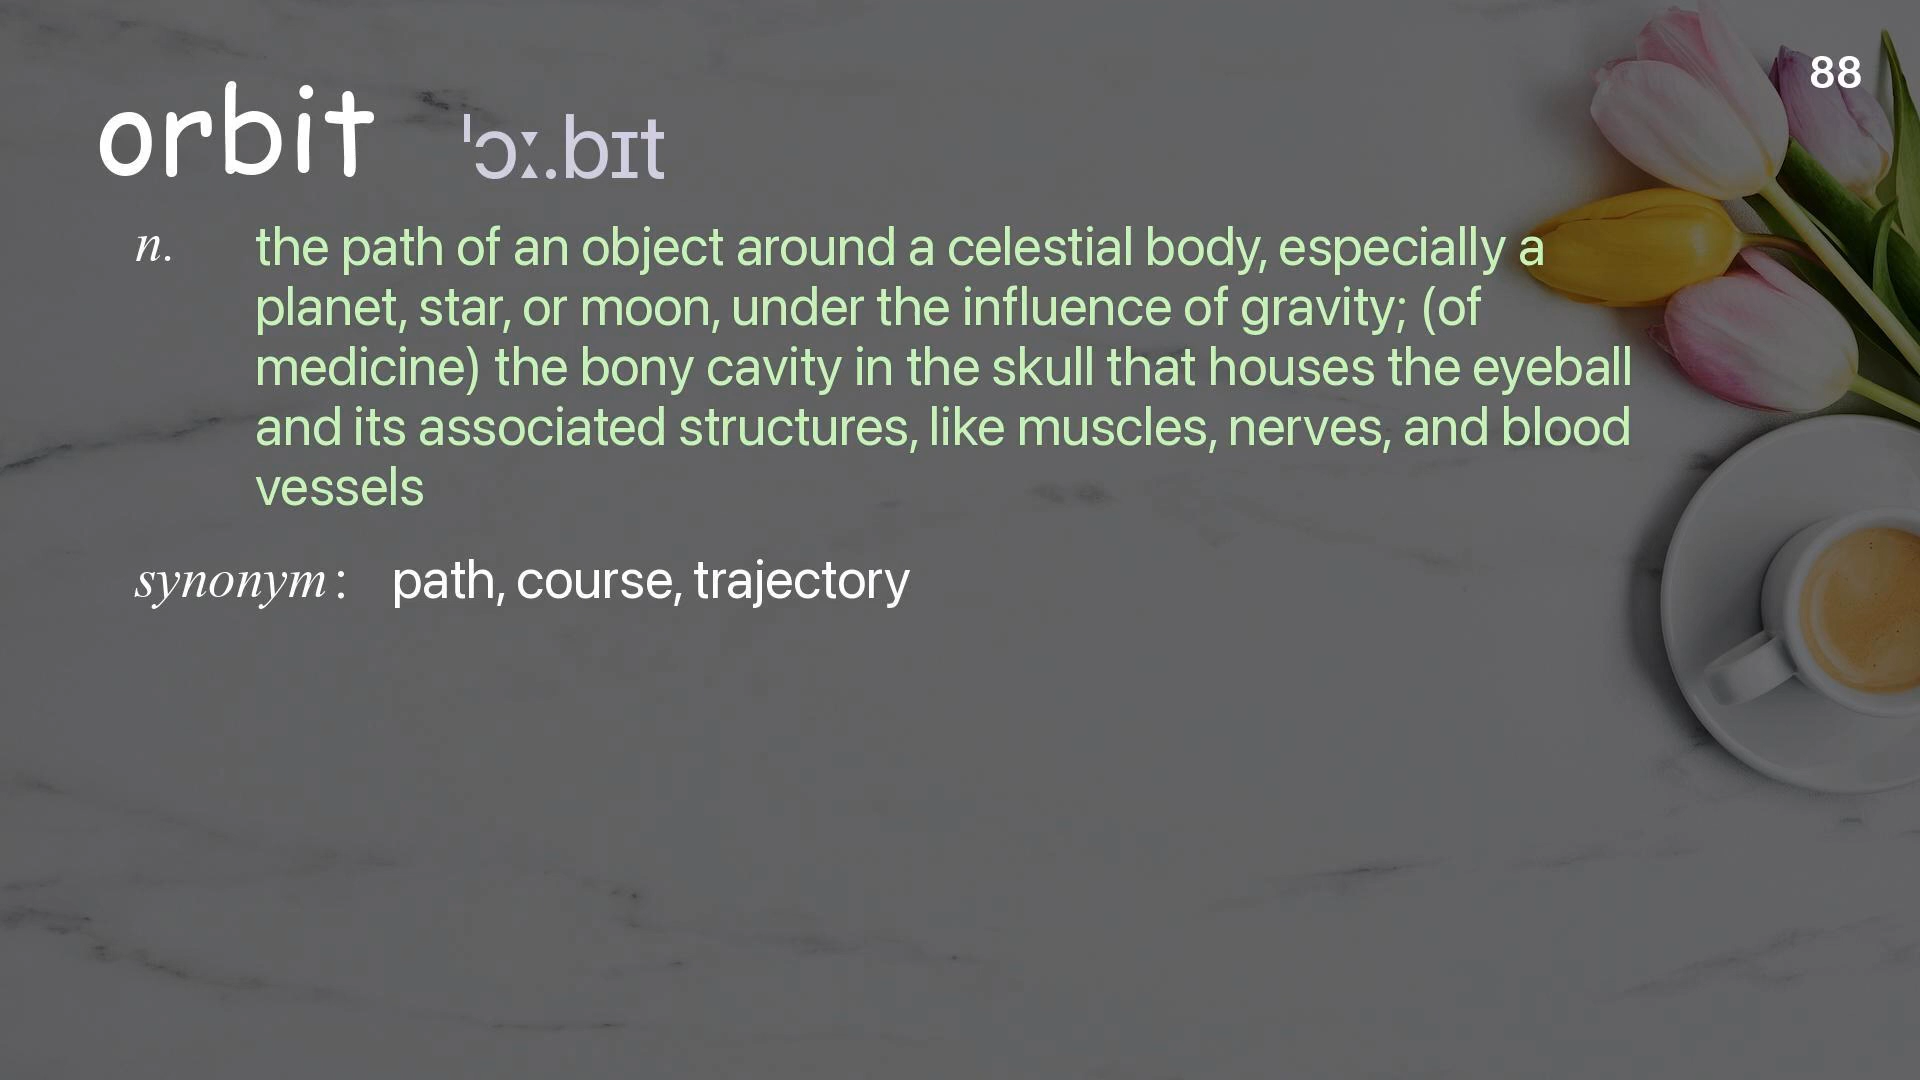 88
orbit ˈɔː.bɪt
n. the path of an object around a celestial body, especially a
planet, star, or moon, under the influence of gravity; (of
medicine) the bony cavity in the skull that houses the eyeball
and its associated structures, like muscles, nerves, and blood
vessels
synonym: path, course, trajectory